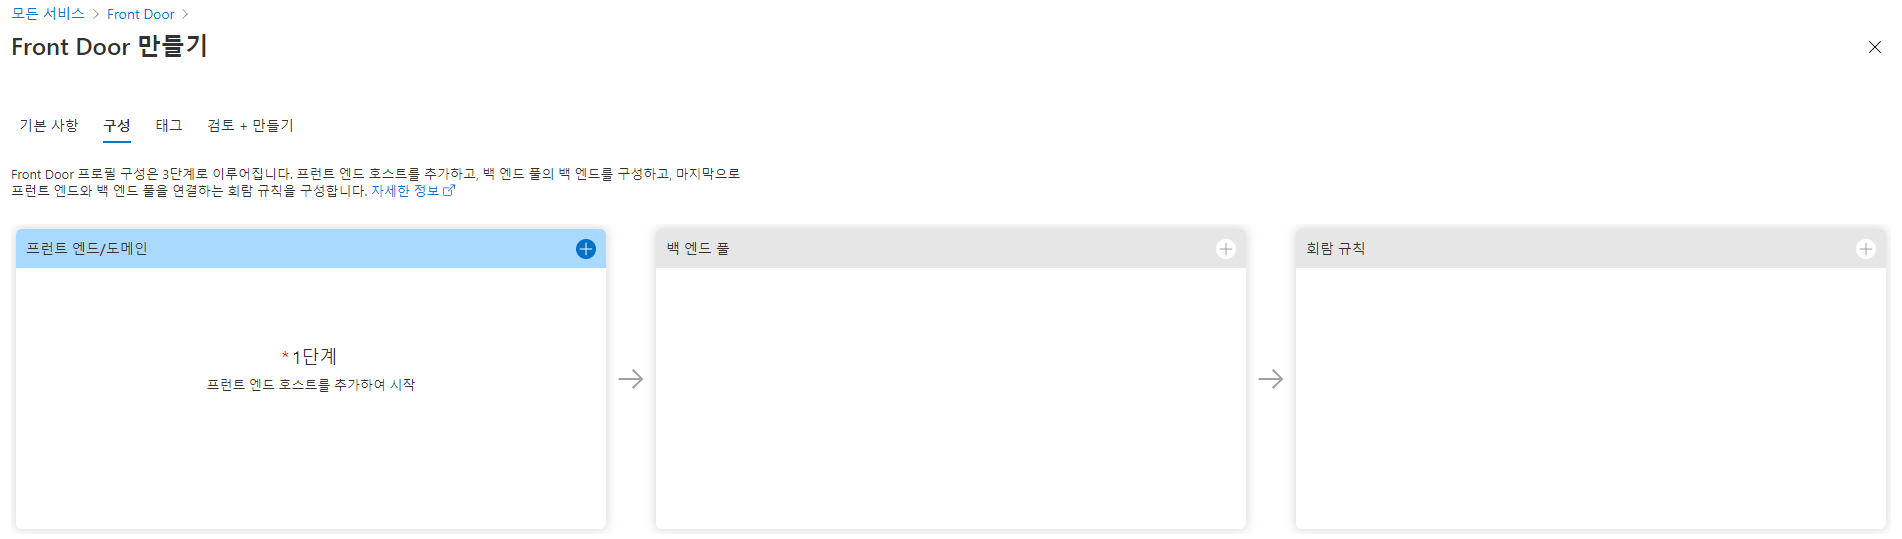 모든 서비스 > Front Door >
Front Door 만들기
기본 사항 구성 태그 검토 + 만들기
Front Door 프로필 구성은 3단계로 이루어집니다. 프런트 엔드 호스트를 추가하고, 백 엔드 풀의 백 엔드를 구성하고, 마지막으로
프런트 엔드와 백 엔드 풀을 연결하는 회람 규칙을 구성합니다. 자세한 정보
프런트 엔드/도메인
* 1단계
프런트 엔드 호스트를 추가하여 시작
백 엔드 풀
회람 규칙